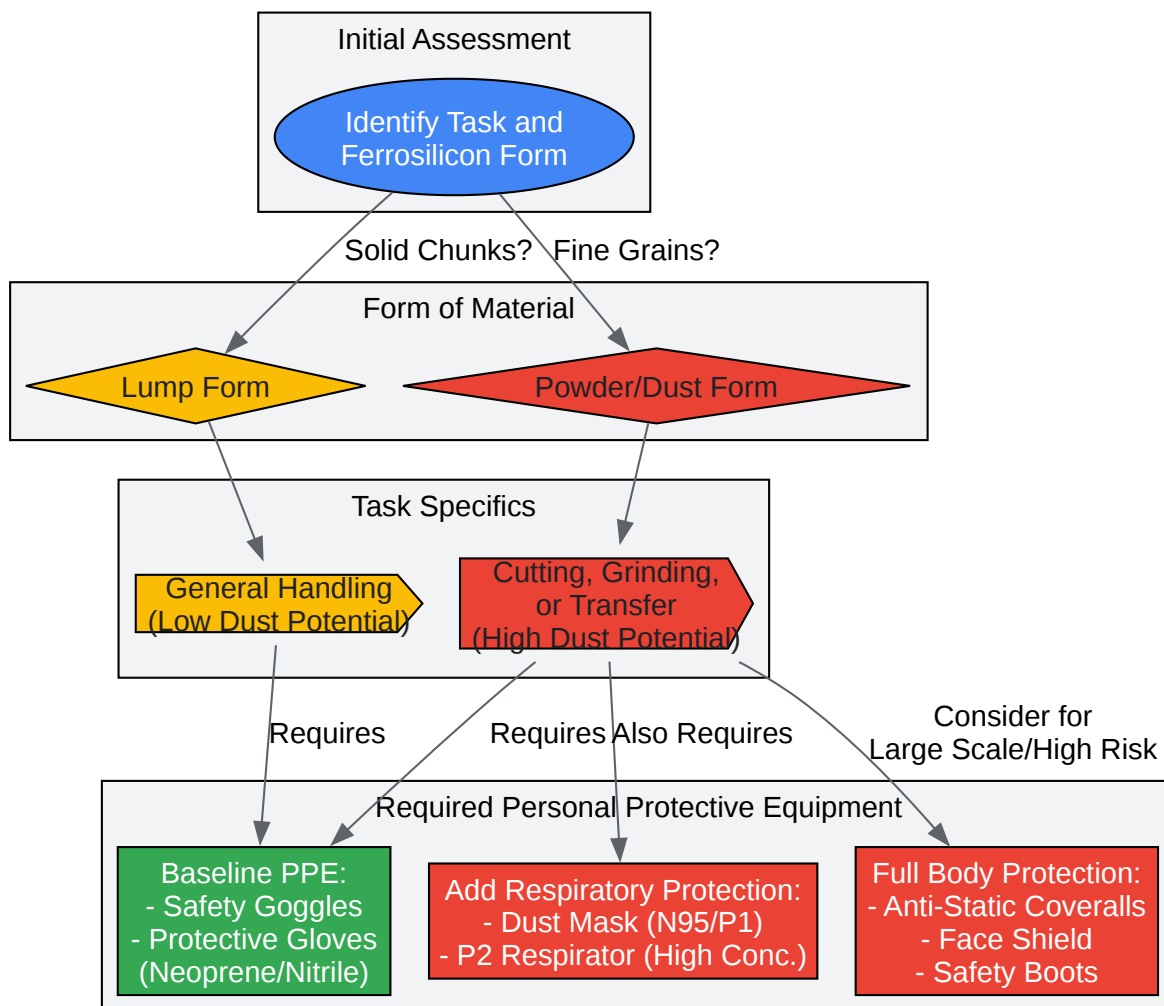 Initial Assessment
Identify Task and
Ferrosilicon Form
Solid Chunks?
Fine Grains?
Form of Material
Lump Form
Powder/Dust Form
Task Specifics
General Handling
(Low Dust Potential)
Cutting, Grinding,
or Transfer
(High Dust Potential)
Requires
Requires
Also Requires
Consider for
Large Scale/High Risk
Required Personal Protective Equipment
Baseline PPE:
- Safety Goggles
- Protective Gloves
(Neoprene/Nitrile)
Add Respiratory Protection:
- Dust Mask (N95/P1)
- P2 Respirator (High Conc.)
Full Body Protection:
- Anti-Static Coveralls
- Face Shield
- Safety Boots